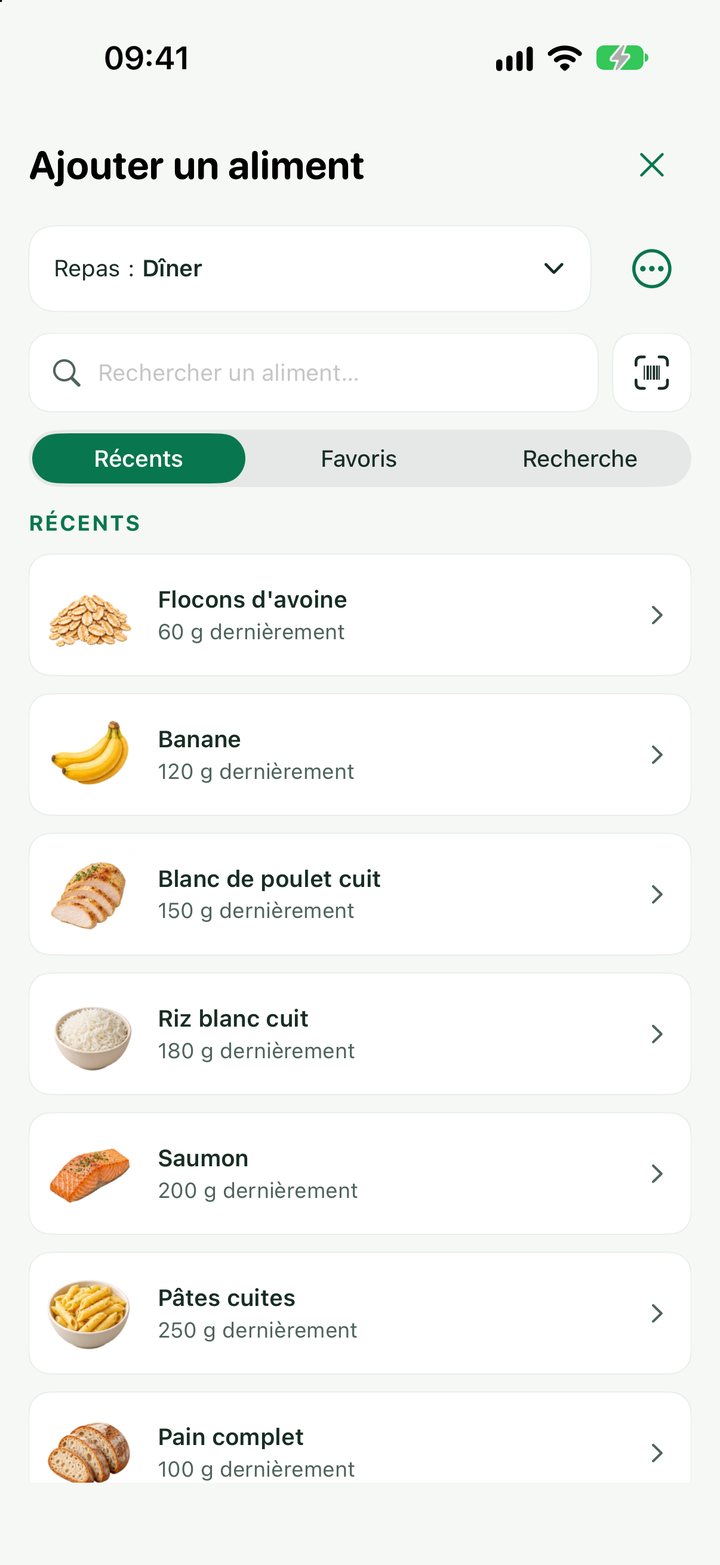 09:41
Ajouter un aliment
Repas : Dîner
Rechercher un aliment...
Récents
Favoris
Recherche
RÉCENTS
Flocons d'avoine
60 g dernièrement
Banane
120 g dernièrement
Blanc de poulet cuit
150 g dernièrement
Riz blanc cuit
180 g dernièrement
Saumon
200 g dernièrement
Pâtes cuites
250 g dernièrement
Pain complet
100 g dernièrement